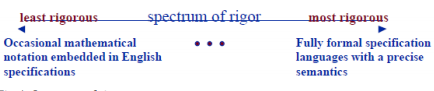 least rigorous spectrum of rigor most rigorous
Occasional mathematical
notation embedded in English
specifications
• • •
Fully formal specification
languages with a precise
semantics